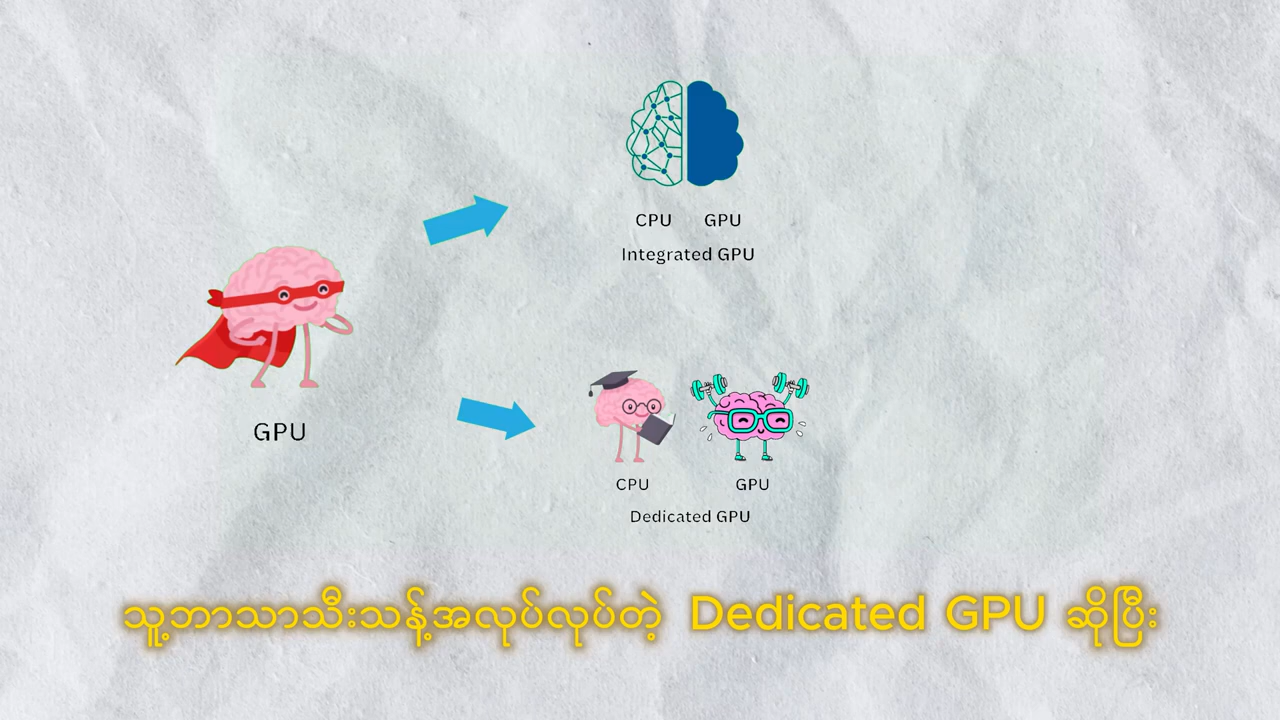 CPU GPU
Integrated GPU
GPU
CPU GPU
Dedicated GPU
သူ့ဘာသာသီးသန့်အလုပ်လုပ်တဲ့ Dedicated GPU ဆိုပြီး